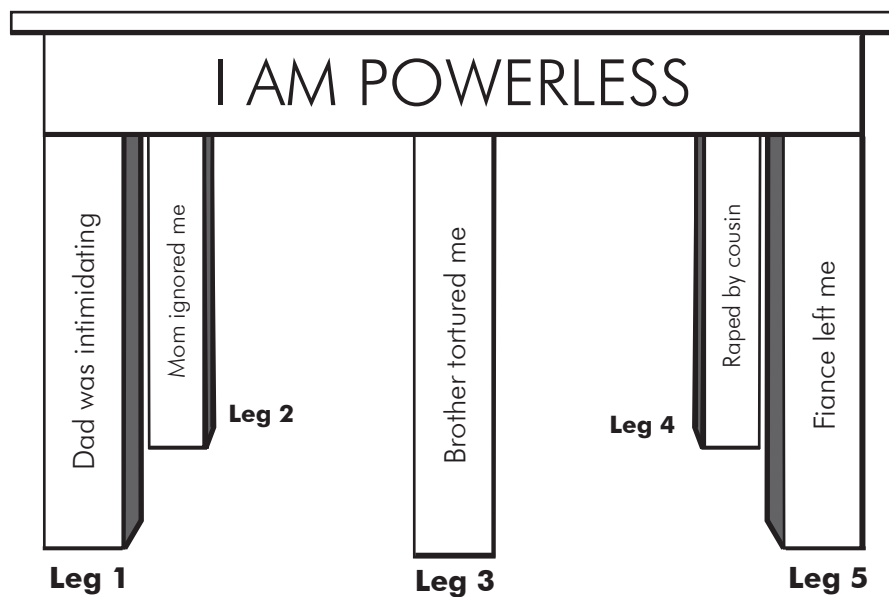 I AM POWERLESS
Dad was intimidating
Mom ignored me
Brother tortured me
Raped by cousin
Fiance left me
Leg 1
Leg 2
Leg 3
Leg 4
Leg 5